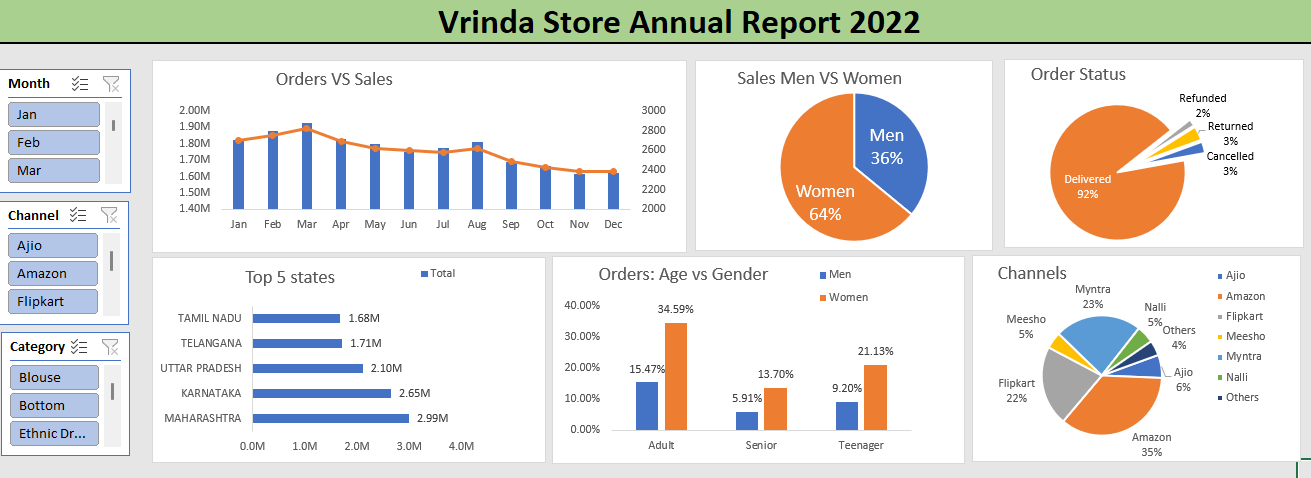 Vrinda Store Annual Report 2022
Month
Jan
Feb
Mar
Channel
Ajio
Amazon
Flipkart
Category
Blouse
Bottom
Ethnic Dr...
Orders VS Sales
2.00M
1.90M
1.80M
1.70M
1.60M
1.50M
1.40M
3000
2800
2600
2400
2200
2000
Jan Feb Mar Apr May Jun Jul Aug Sep Oct Nov Dec
Sales Men VS Women
Men
36%
Women
64%
Order Status
Refunded
2%
Returned
3%
Cancelled
3%
Delivered
92%
Top 5 states
Total
TAMIL NADU 1.68M
TELANGANA 1.71M
UTTAR PRADESH 2.10M
KARNATAKA 2.65M
MAHARASHTRA 2.99M
0.0M 1.0M 2.0M 3.0M 4.0M
Orders: Age vs Gender
Men
Women
40.00%
30.00%
20.00%
10.00%
0.00%
15.47% 34.59%
5.91% 13.70%
9.20% 21.13%
Adult Senior Teenager
Channels
Myntra
23%
Nalli
5%
Others
4%
Ajio
6%
Amazon
35%
Flipkart
22%
Meesho
5%
Ajio
Amazon
Flipkart
Meesho
Myntra
Nalli
Others